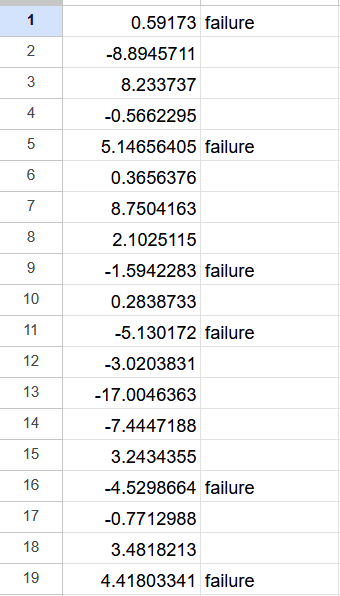 1 0.59173 failure
2 -8.8945711
3 8.233737
4 -0.5662295
5 5.14656405 failure
6 0.3656376
7 8.7504163
8 2.1025115
9 -1.5942283 failure
10 0.2838733
11 -5.130172 failure
12 -3.0203831
13 -17.0046363
14 -7.4447188
15 3.2434355
16 -4.5298664 failure
17 -0.7712988
18 3.4818213
19 4.41803341 failure